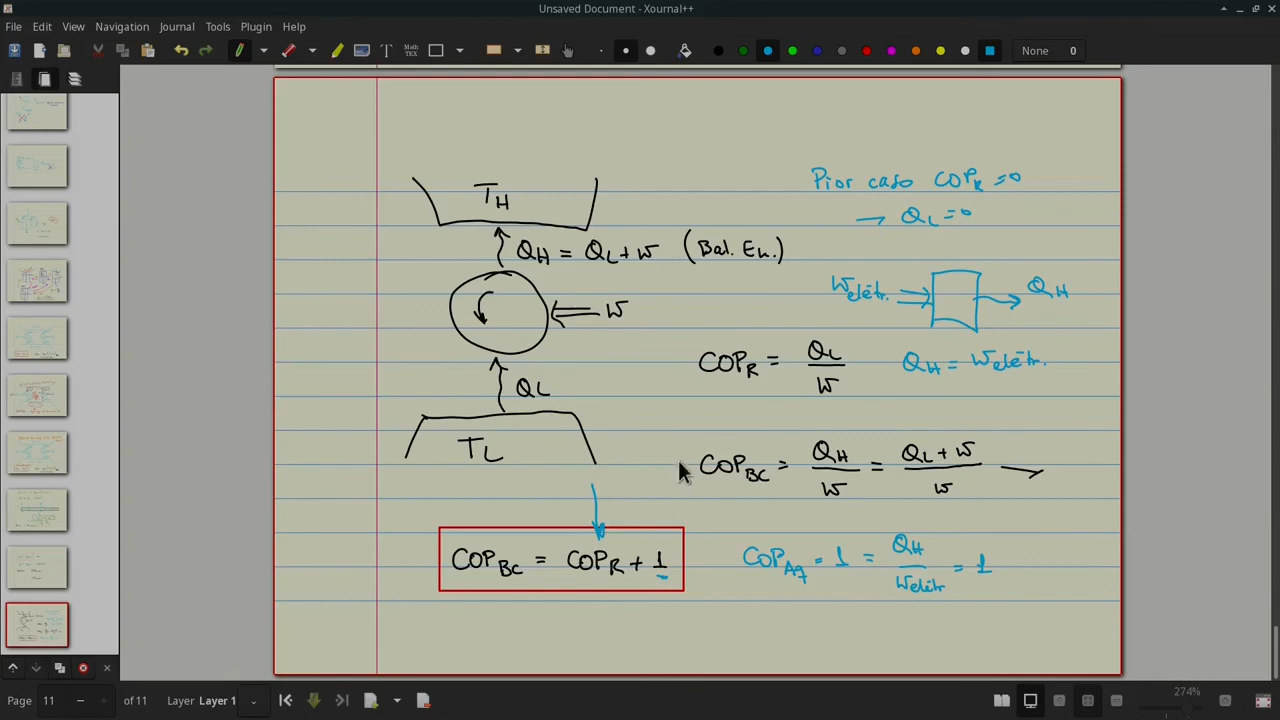 Unsaved Document - Xournal++
File Edit View Navigation Journal Tools Plugin Help
Math TEX
None 0
Pior caso COP_R = 0
→ Q_L = 0
T_H
Q_H = Q_L + W (Bal. En.)
W_elétr. Q_H
W
COP_R = Q_L / W Q_H = W_elétr.
Q_L
T_L
COP_BC = Q_H / W = Q_L + W / W →
COP_BC = COP_R + 1
COP_Aq = 1 = Q_H / W_elétr = 1
Page 11 of 11 Layer Layer 1 274%